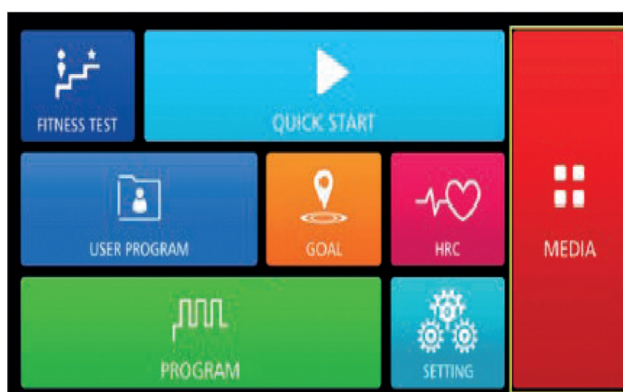 FITNESS TEST
QUICK START
USER PROGRAM
GOAL
HRC
MEDIA
PROGRAM
SETTING